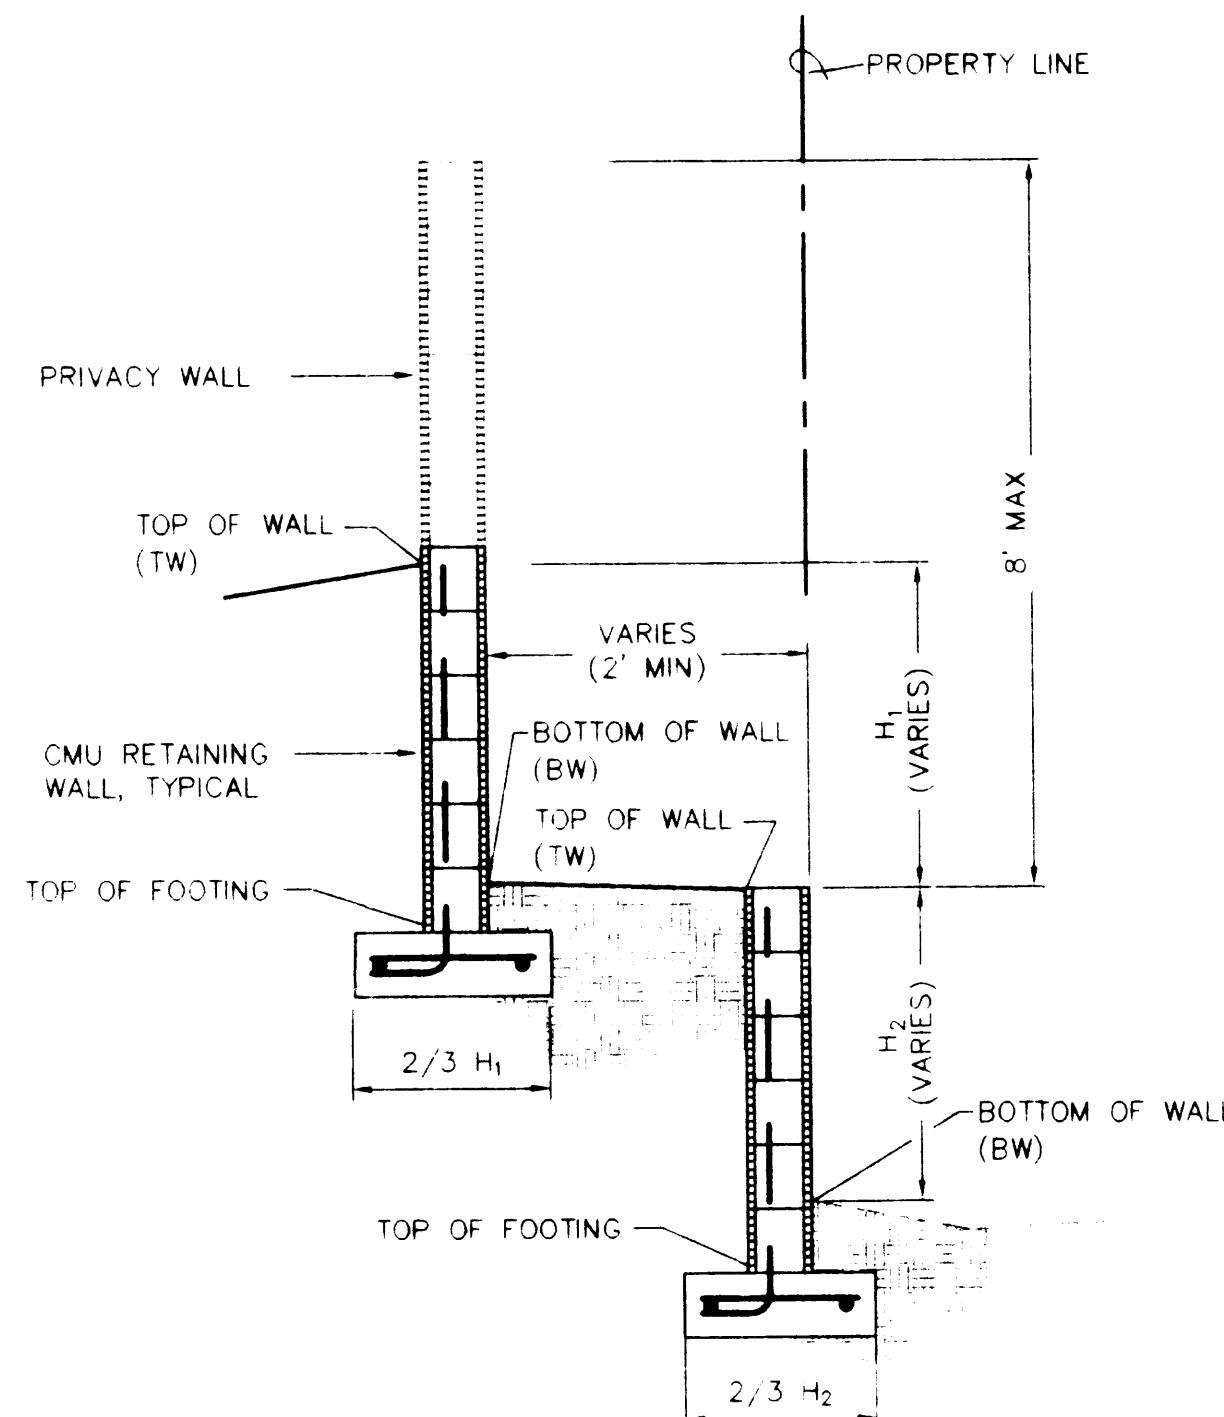 PROPERTY LINE
PRIVACY WALL
TOP OF WALL
(TW)
8' MAX
VARIES
(2' MIN)
H1
(VARIES)
BOTTOM OF WALL
(BW)
CMU RETAINING
WALL, TYPICAL
TOP OF WALL
(TW)
TOP OF FOOTING
H2
(VARIES)
2/3 H1
BOTTOM OF WALL
(BW)
TOP OF FOOTING
2/3 H2